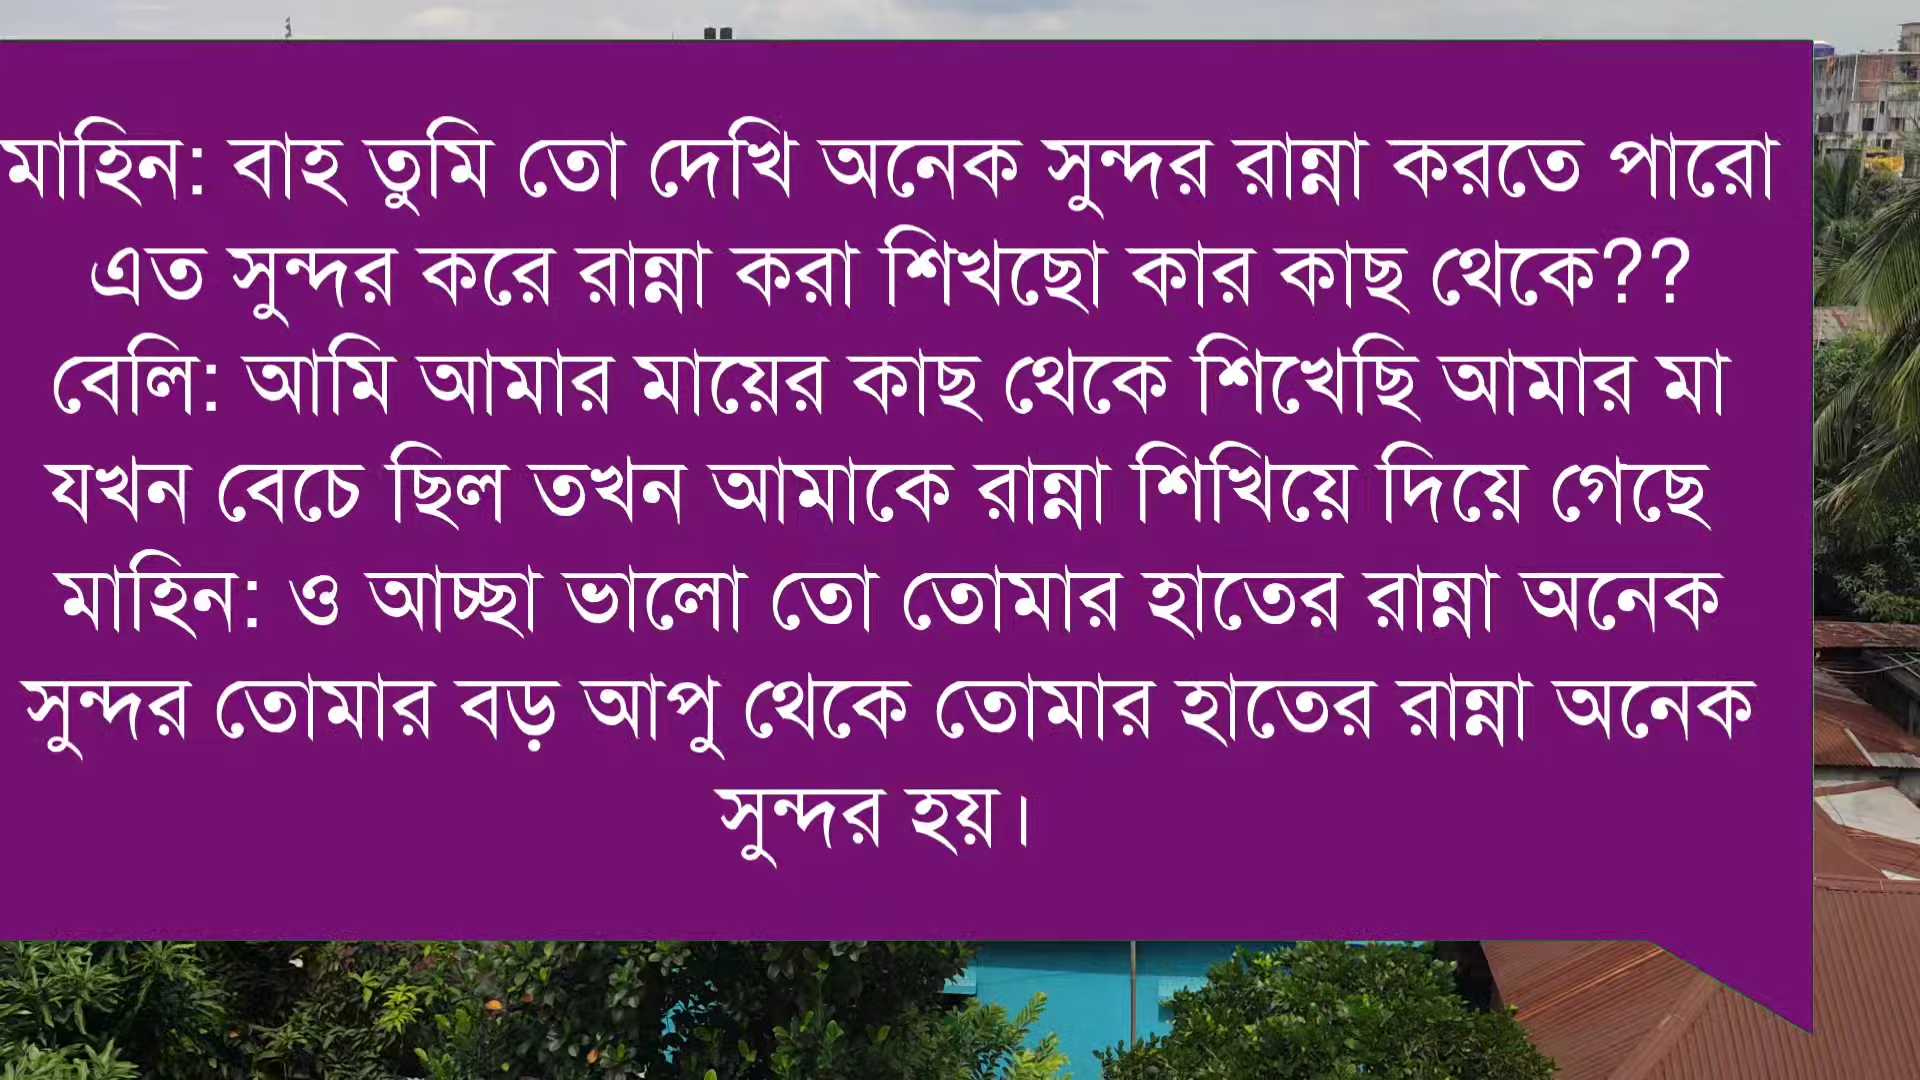 মাহিন: বাহ তুমি তো দেখি অনেক সুন্দর রান্না করতে পারো
এত সুন্দর করে রান্না করা শিখছো কার কাছ থেকে??
বেলি: আমি আমার মায়ের কাছ থেকে শিখেছি আমার মা
যখন বেচে ছিল তখন আমাকে রান্না শিখিয়ে দিয়ে গেছে
মাহিন: ও আচ্ছা ভালো তো তোমার হাতের রান্না অনেক
সুন্দর তোমার বড় আপু থেকে তোমার হাতের রান্না অনেক
সুন্দর হয়।